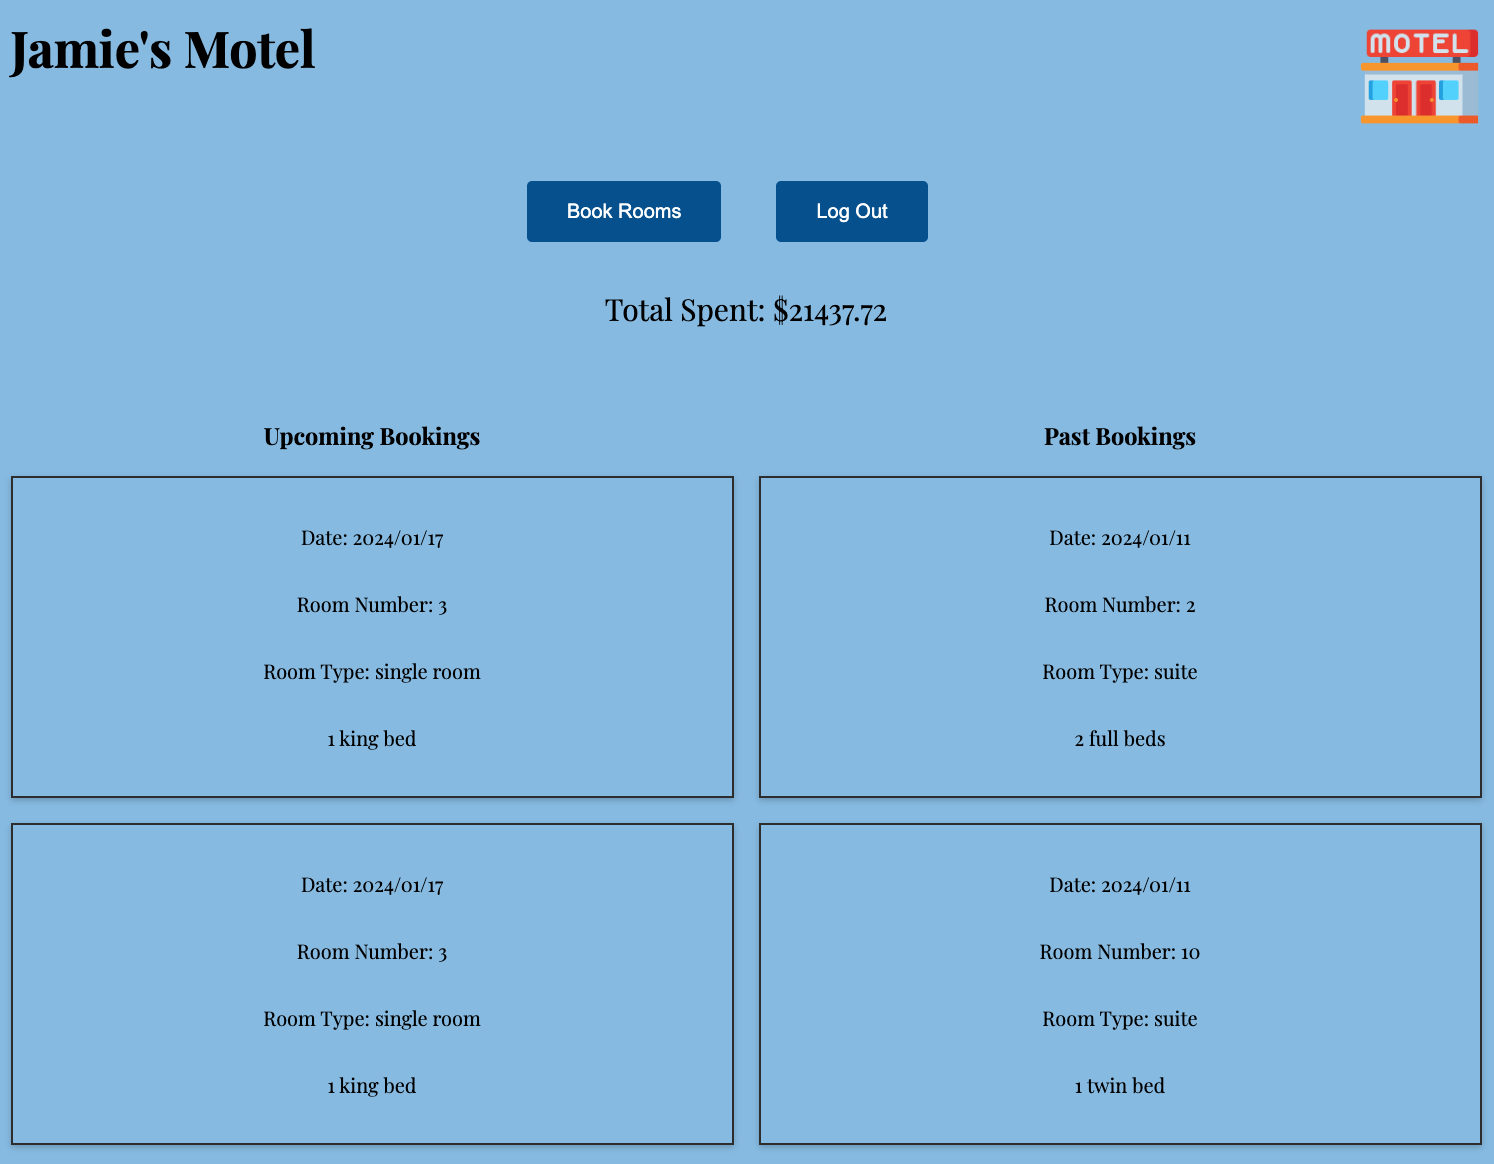 Jamie's Motel
MOTEL
Book Rooms
Log Out
Total Spent: $21437.72
Upcoming Bookings
Date: 2024/01/17
Room Number: 3
Room Type: single room
1 king bed
Date: 2024/01/17
Room Number: 3
Room Type: single room
1 king bed
Past Bookings
Date: 2024/01/11
Room Number: 2
Room Type: suite
2 full beds
Date: 2024/01/11
Room Number: 10
Room Type: suite
1 twin bed